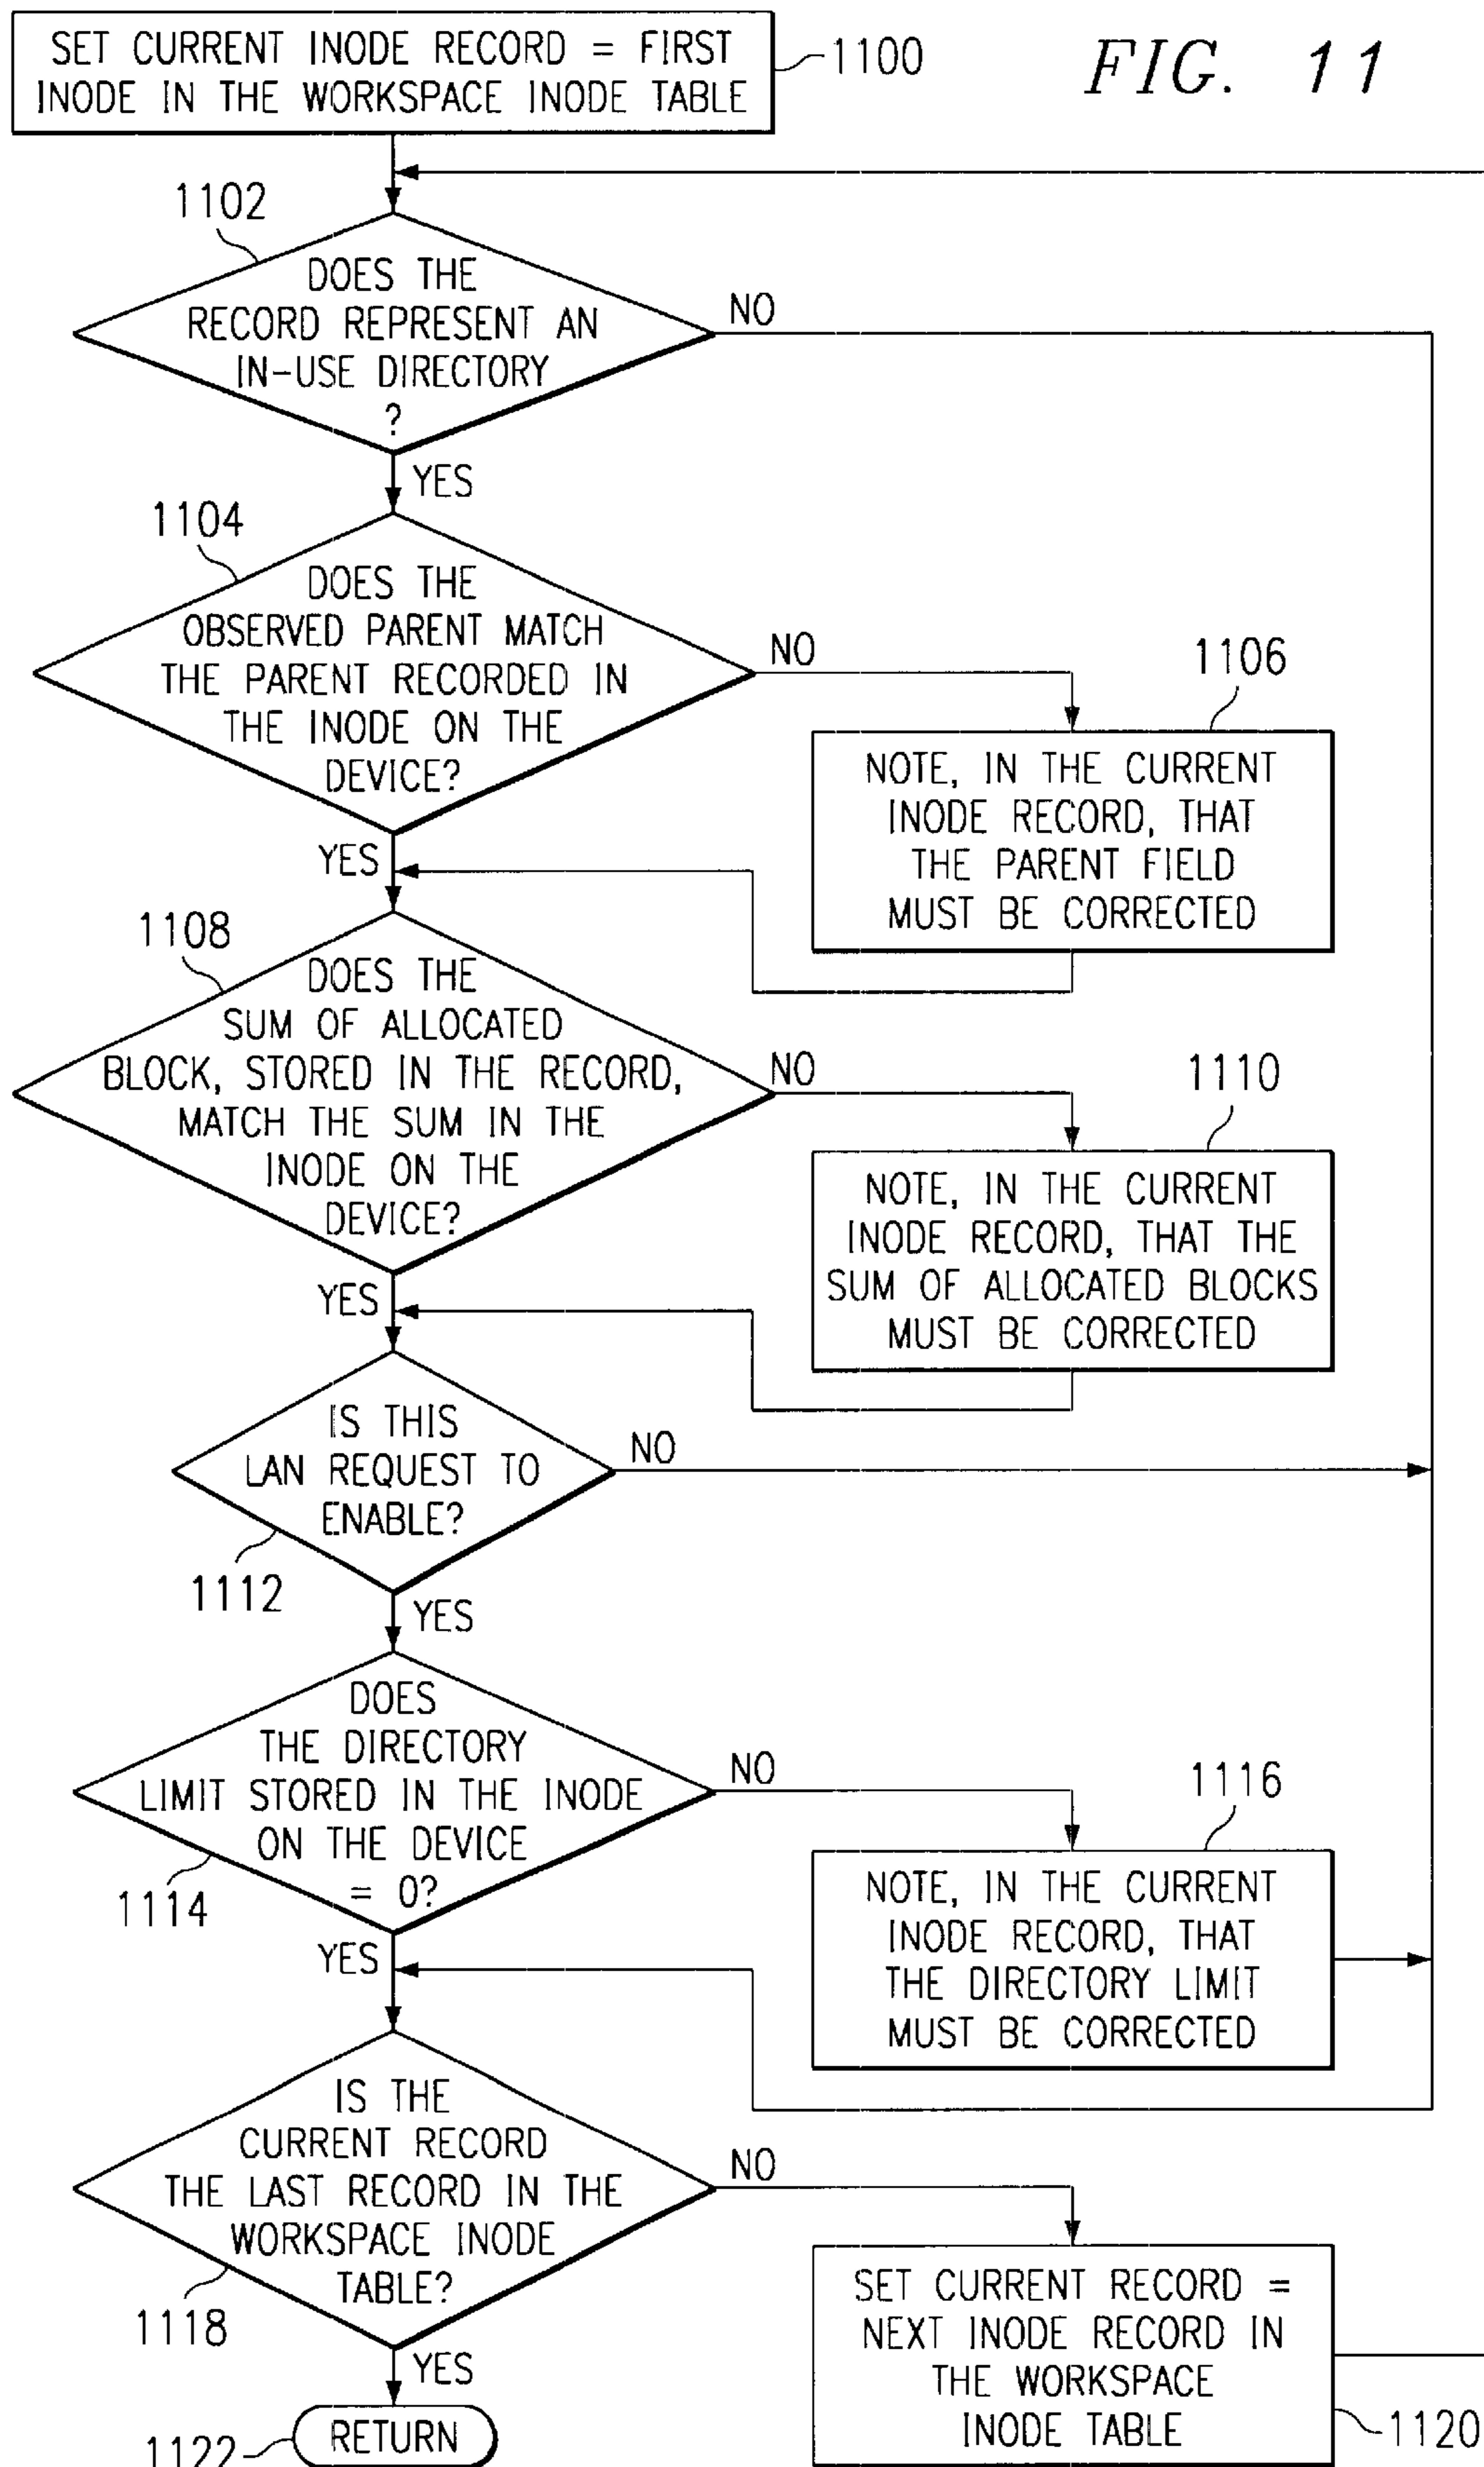 SET CURRENT INODE RECORD = FIRST
INODE IN THE WORKSPACE INODE TABLE
1100
FIG. 11
1102
DOES THE
RECORD REPRESENT AN
IN-USE DIRECTORY
?
NO
YES
1104
DOES THE
OBSERVED PARENT MATCH
THE PARENT RECORDED IN
THE INODE ON THE
DEVICE?
NO
1106
NOTE, IN THE CURRENT
INODE RECORD, THAT
THE PARENT FIELD
MUST BE CORRECTED
YES
1108
DOES THE
SUM OF ALLOCATED
BLOCK, STORED IN THE RECORD,
MATCH THE SUM IN THE
INODE ON THE
DEVICE?
NO
1110
NOTE, IN THE CURRENT
INODE RECORD, THAT THE
SUM OF ALLOCATED BLOCKS
MUST BE CORRECTED
YES
IS THIS
LAN REQUEST TO
ENABLE?
NO
1112
YES
DOES
THE DIRECTORY
LIMIT STORED IN THE INODE
ON THE DEVICE
= 0?
NO
1114
1116
NOTE, IN THE CURRENT
INODE RECORD, THAT
THE DIRECTORY LIMIT
MUST BE CORRECTED
YES
IS THE
CURRENT RECORD
THE LAST RECORD IN THE
WORKSPACE INODE
TABLE?
NO
1118
SET CURRENT RECORD =
NEXT INODE RECORD IN
THE WORKSPACE
INODE TABLE
1120
YES
RETURN
1122